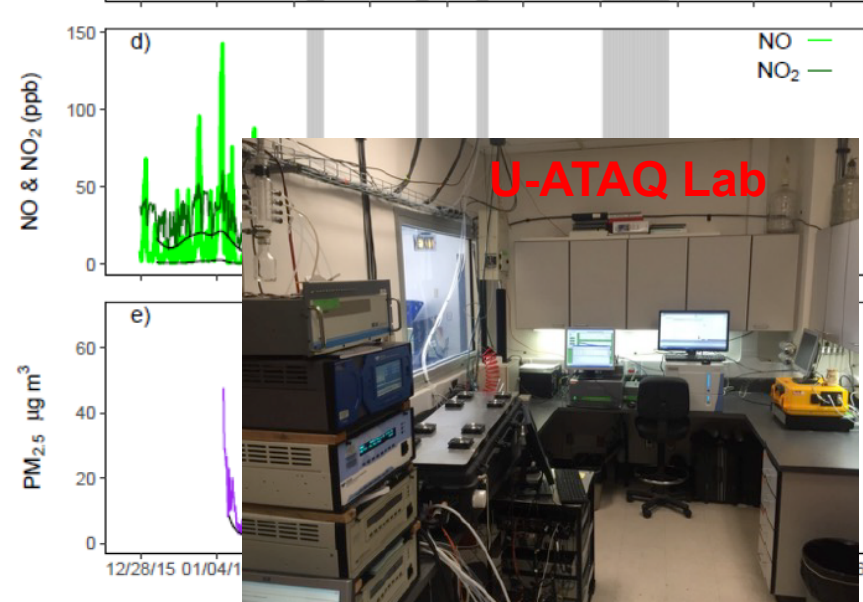 150
d)
NO
NO₂
100
50
0
NO & NO₂ (ppb)
U-ATAQ Lab
e)
60
40
20
0
PM₂.₅ µg m³
12/28/15 01/04/1